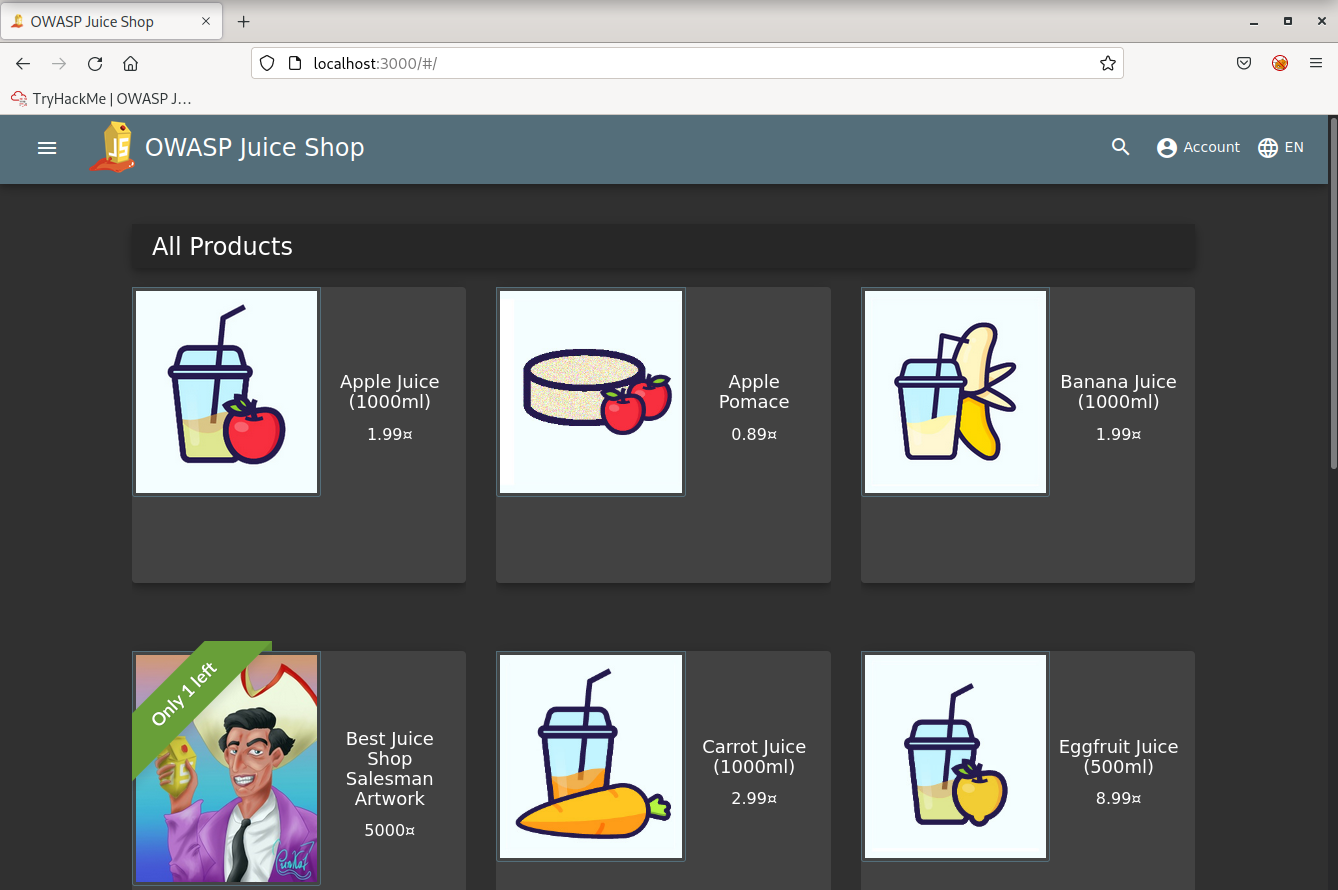 OWASP Juice Shop
localhost:3000/#/
TryHackMe | OWASP J…
JS
OWASP Juice Shop
Account
EN
All Products
Apple Juice
(1000ml)
1.99¤
Apple
Pomace
0.89¤
Banana Juice
(1000ml)
1.99¤
Only 1 left
Best Juice
Shop
Salesman
Artwork
5000¤
Carrot Juice
(1000ml)
2.99¤
Eggfruit Juice
(500ml)
8.99¤